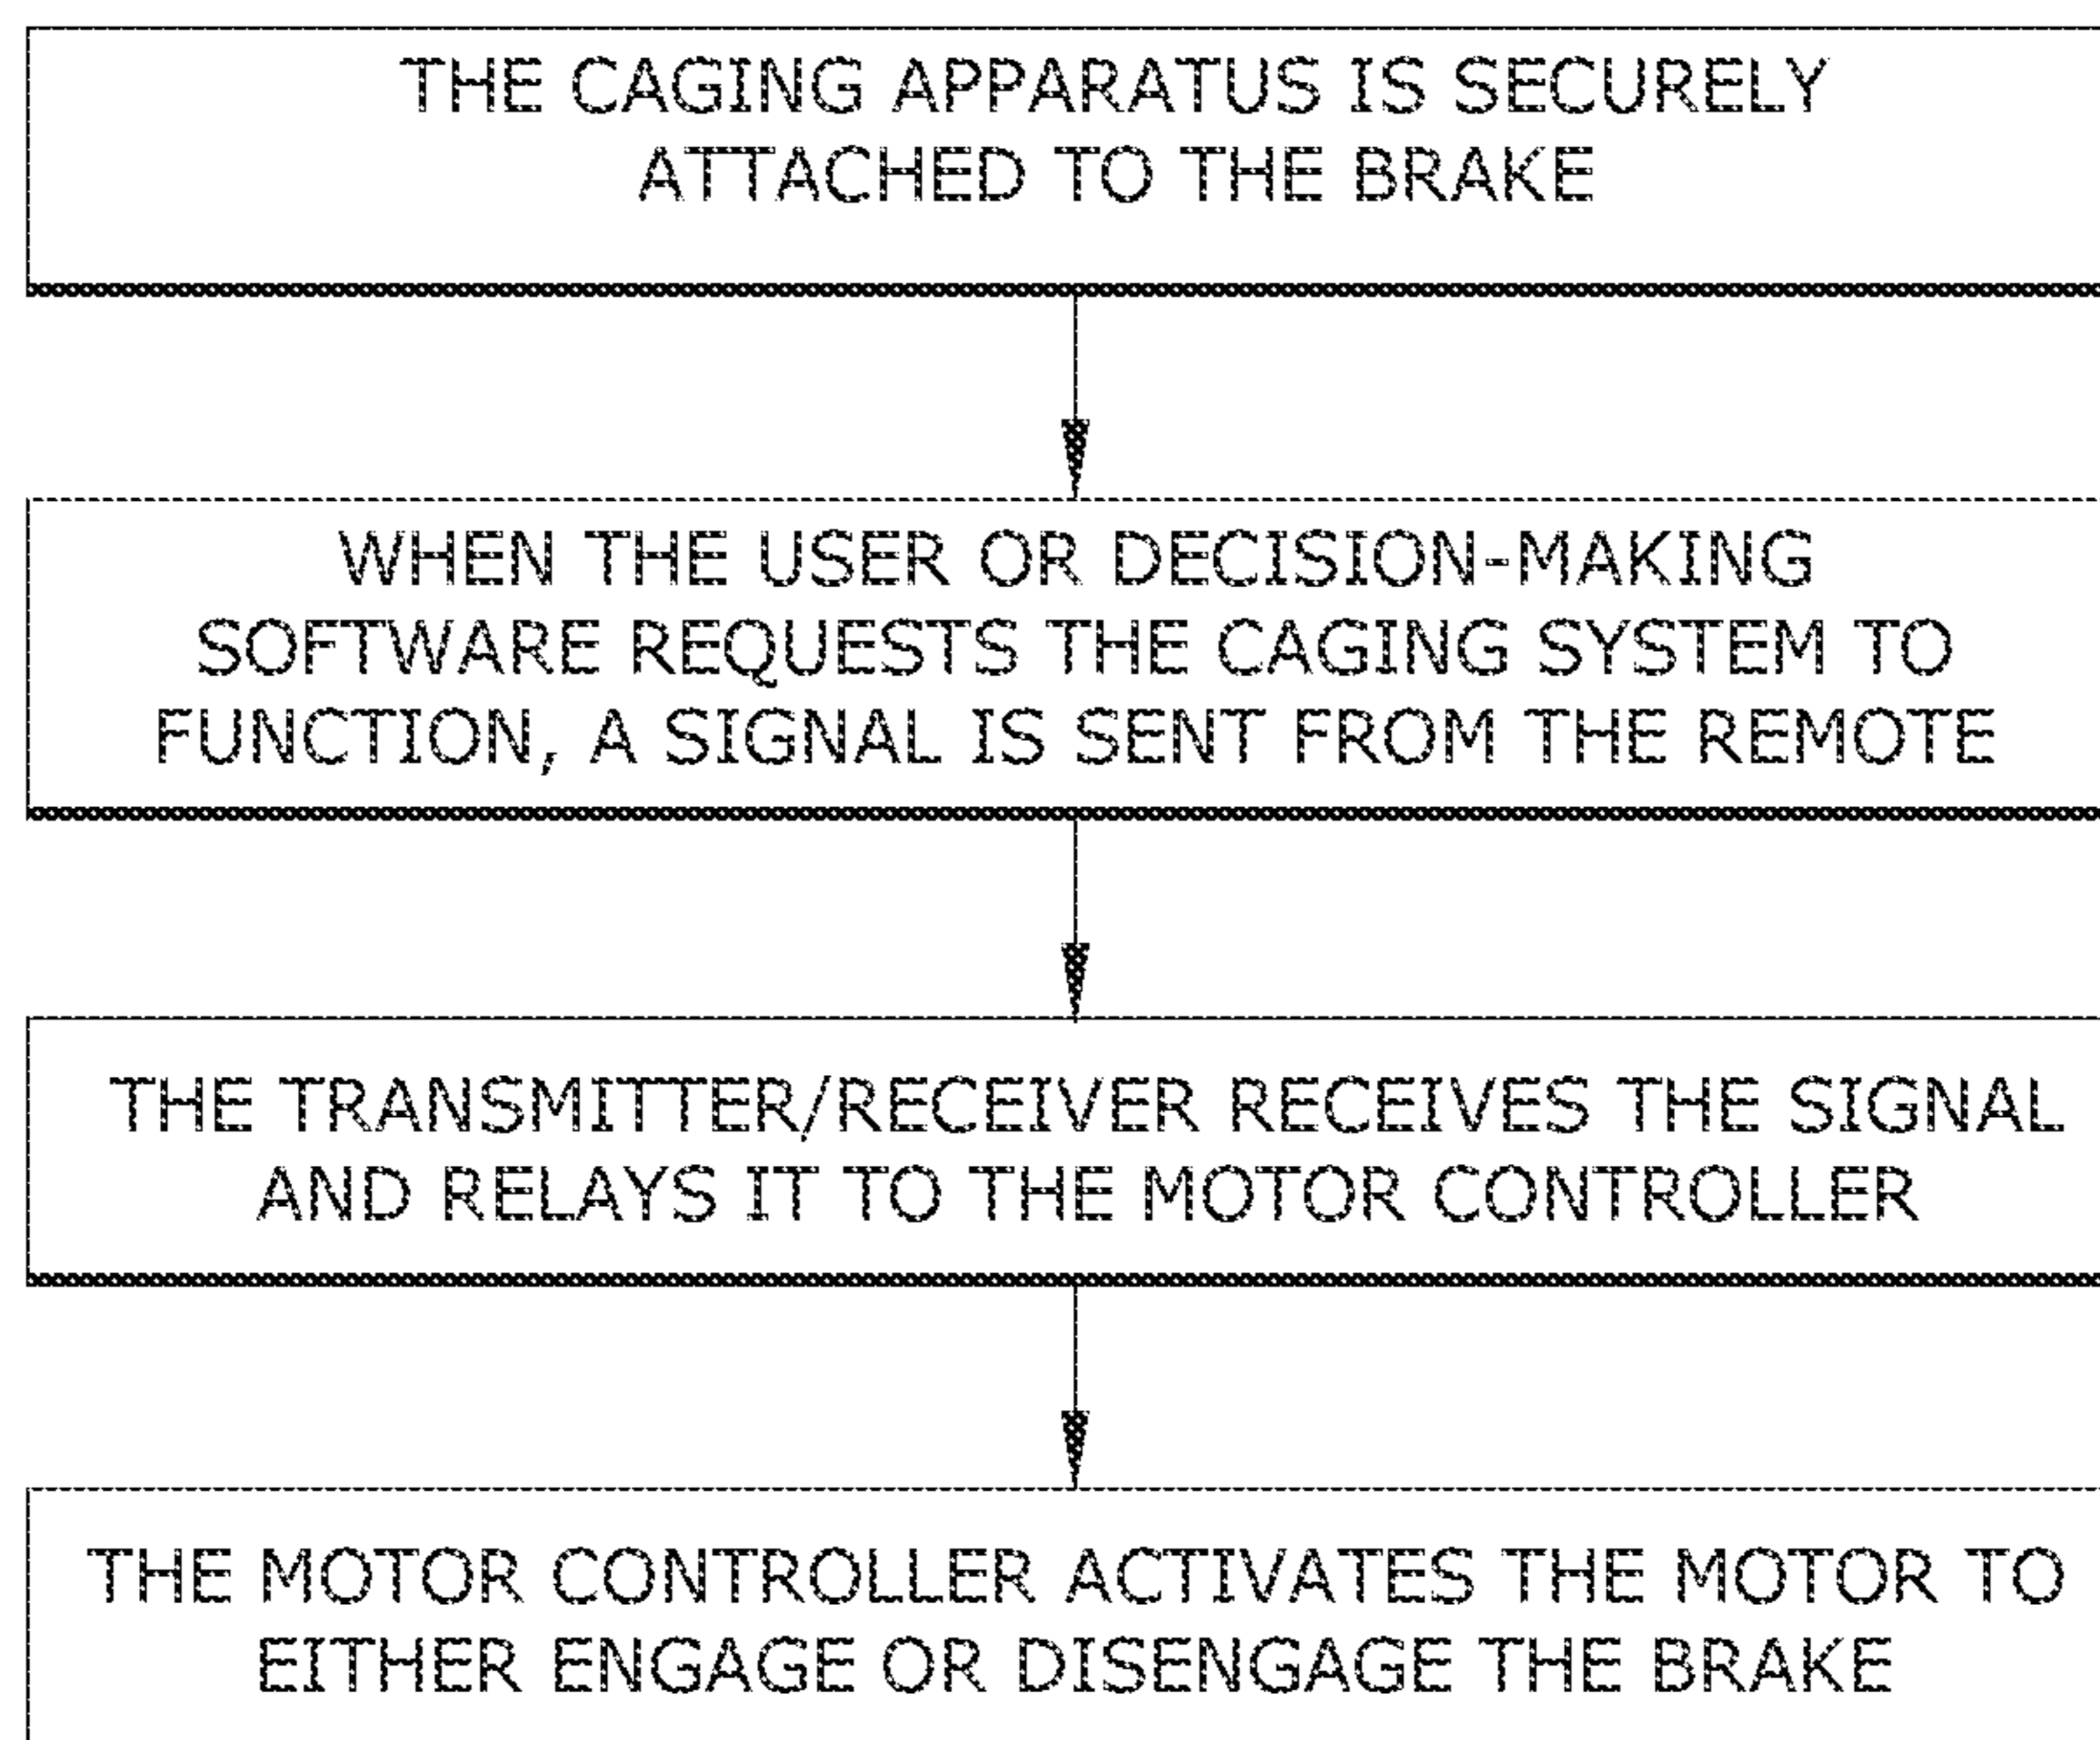 THE CAGING APPARATUS IS SECURELY
ATTACHED TO THE BRAKE
WHEN THE USER OR DECISION-MAKING
SOFTWARE REQUESTS THE CAGING SYSTEM TO
FUNCTION, A SIGNAL IS SENT FROM THE REMOTE
THE TRANSMITTER/RECEIVER RECEIVES THE SIGNAL
AND RELAYS IT TO THE MOTOR CONTROLLER
THE MOTOR CONTROLLER ACTIVATES THE MOTOR TO
EITHER ENGAGE OR DISENGAGE THE BRAKE